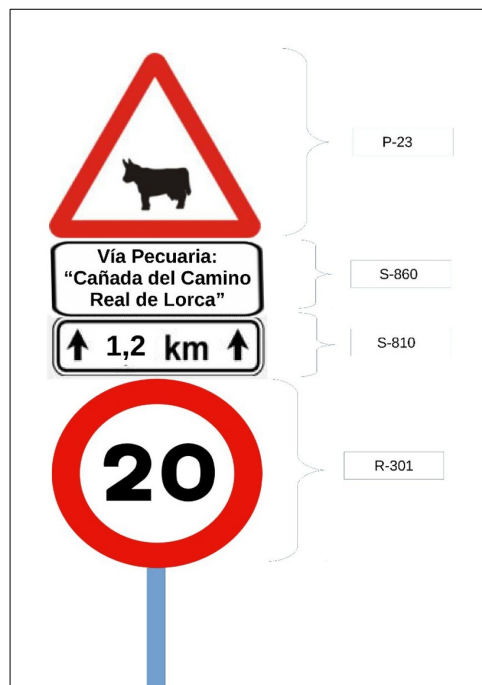 P-23
Vía Pecuaria:
“Cañada del Camino
Real de Lorca”
S-860
1,2 km
S-810
20
R-301